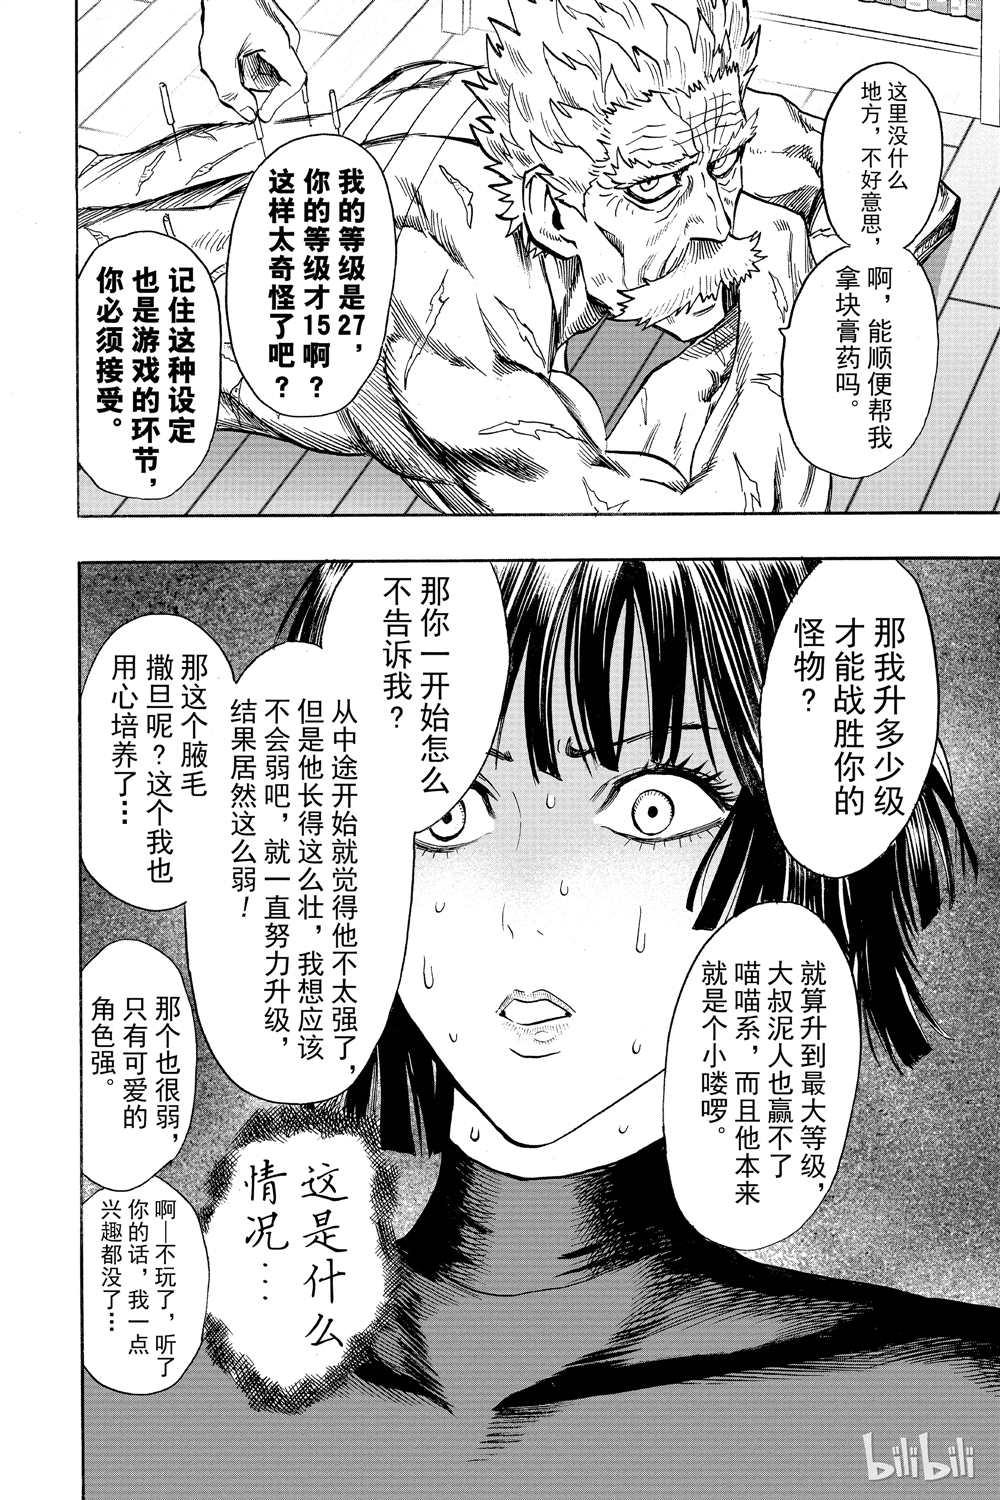 这里没什么
地方，不好意思，
啊，能顺便帮我
拿块膏药吗。
我的等级是27，
你的等级才15啊？
这样太奇怪了吧？
记住这种设定
也是游戏的环节，
你必须接受。
那我升多少级
才能战胜你的
怪物？
就算升到最大等级，
大叔泥人也赢不了
喵喵系，而且他本来
就是个小喽啰。
那你一开始怎么
不告诉我？
从中途开始就觉得他不太强了，
但是他长得这么壮，我想应该
不会弱吧，就一直努力升级，
结果居然这么弱！
那这个腋毛
撒旦呢？这个我也
用心培养了…
那个也很弱，
只有可爱的
角色强。
这是什么
情况…
啊—不玩了，听了
你的话，我一点
兴趣都没了…
bilibili